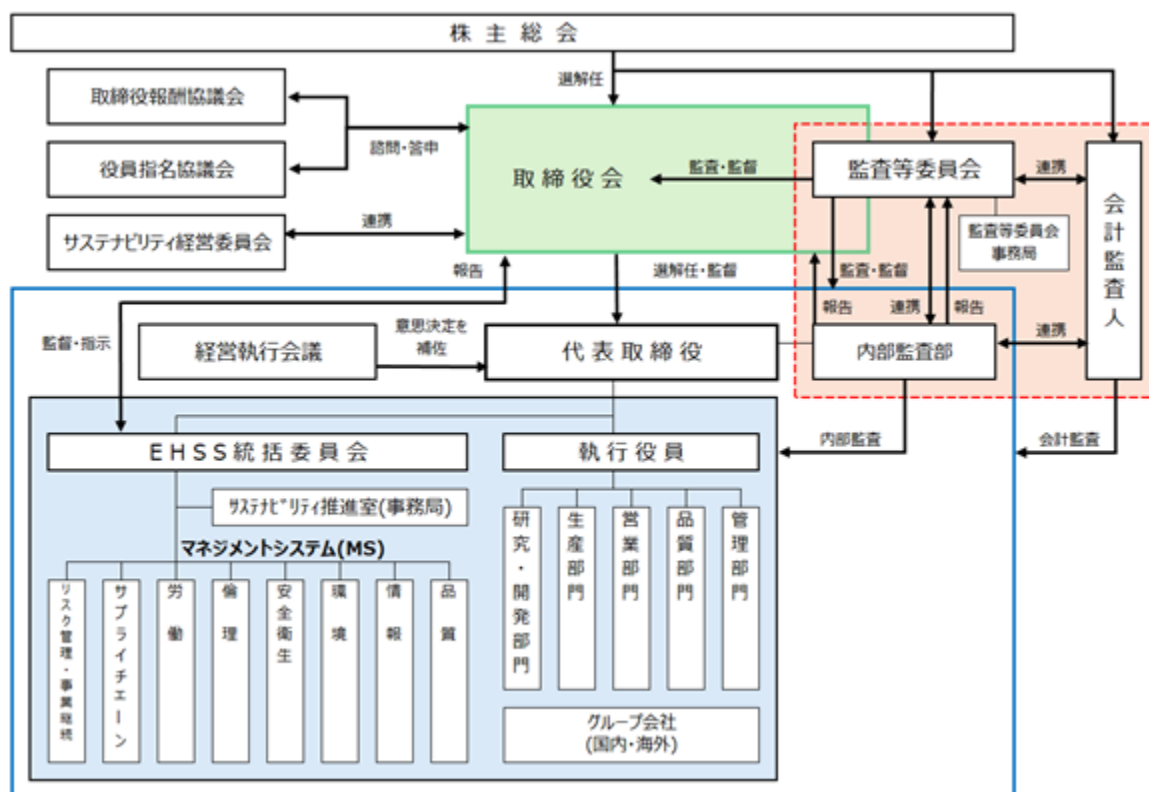 株主総会
選解任
取締役報酬協議会
役員指名協議会
諮問・答申
サステナビリティ経営委員会
連携
取締役会
監査・監督
監査等委員会
連携
監査等委員会
事務局
会計監査人
報告
選解任・監督
監査・監督
報告
連携
報告
連携
監督・指示
経営執行会議
意思決定を
補佐
代表取締役
内部監査部
内部監査
会計監査
EHSS統括委員会
執行役員
ｻｽﾃﾅﾋﾞﾘﾃｨ推進室(事務局)
マネジメントシステム(MS)
リスク管理・事業継続
サプライチェーン
労働
倫理
安全衛生
環境
情報
品質
研究・開発部門
生産部門
営業部門
品質部門
管理部門
グループ会社
(国内・海外)